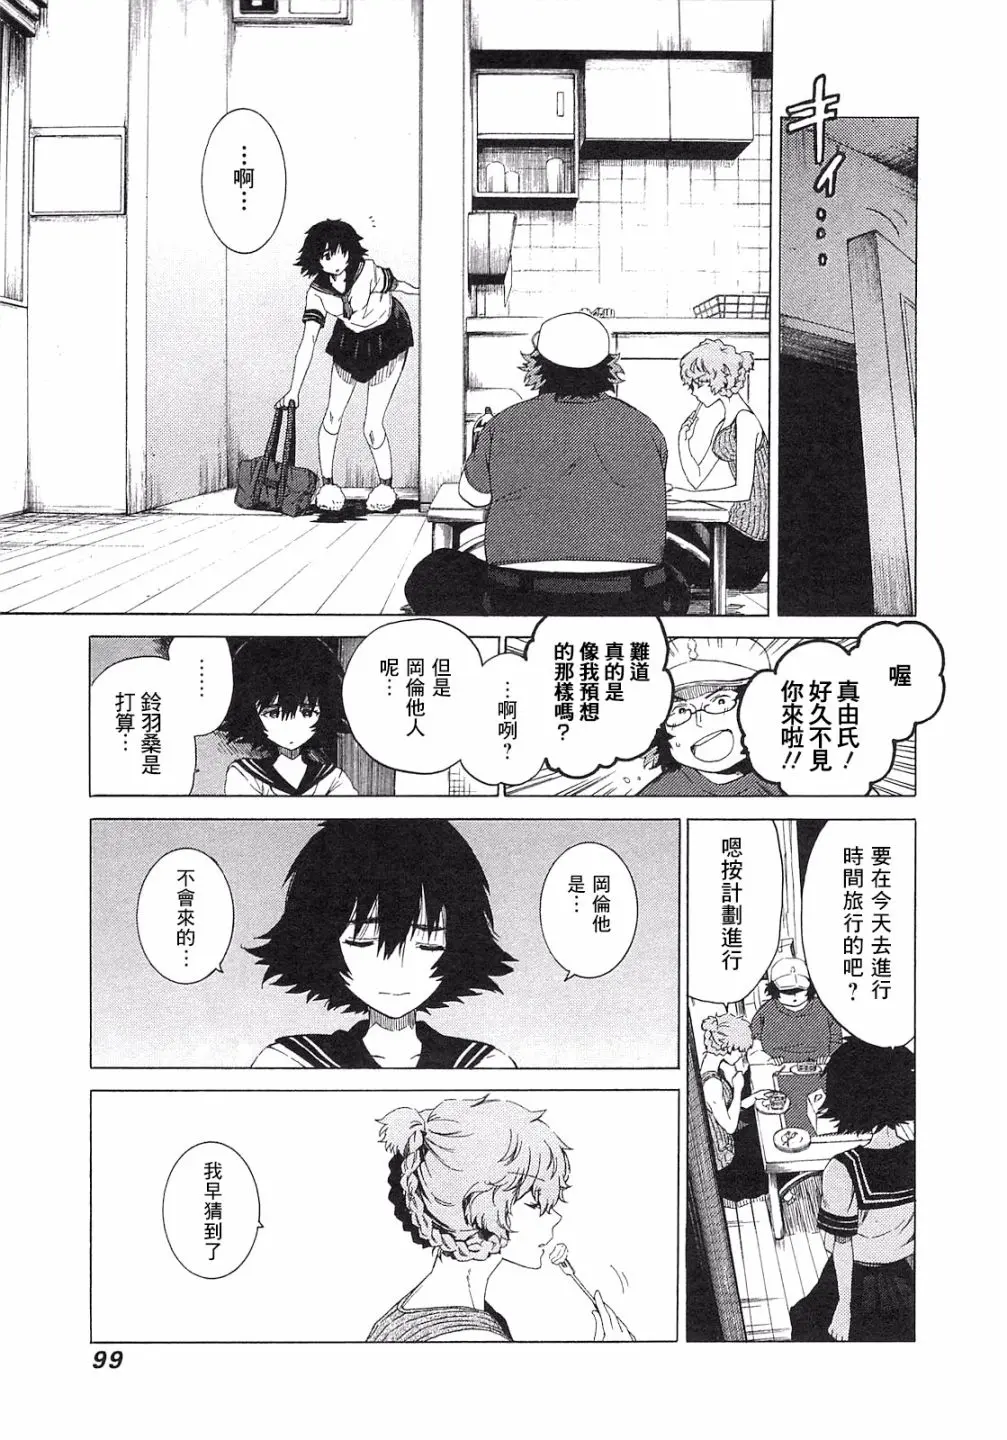 キィ…
…啊…
喔
真由氏！
好久不見
你來啦!!
難道
真的是
像我預想
的那樣嗎？
…啊咧？
但是
岡倫他人
呢…
……
鈴羽桑是
打算…
要在今天去進行
時間旅行的吧？
嗯按計劃進行
岡倫他
是…
不會來的…
我早猜到了
99